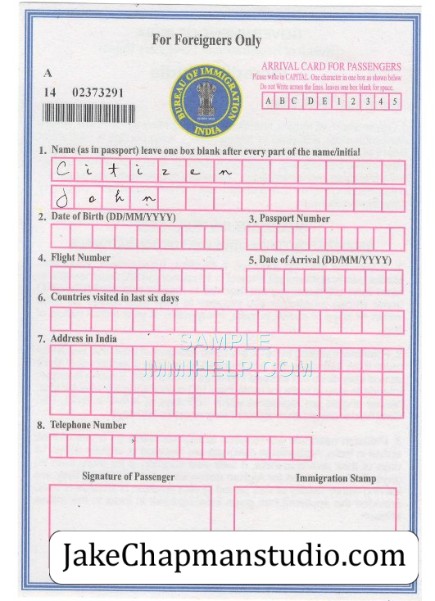 For Foreigners Only
A
14 02373291
BUREAU OF IMMIGRATION
INDIA
ARRIVAL CARD FOR PASSENGERS
Please write in CAPITAL. One character in one box as shown below
Do not Write across the lines. leaves one box blank for space.
A B C D E 1 2 3 4 5
1. Name (as in passport) leave one box blank after every part of the name/initial
Citizen
John
2. Date of Birth (DD/MM/YYYY)
3. Passport Number
4. Flight Number
5. Date of Arrival (DD/MM/YYYY)
6. Countries visited in last six days
7. Address in India
SAMPLE
IMMIHELP.COM
8. Telephone Number
Signature of Passenger
Immigration Stamp
JakeChapmanstudio.com